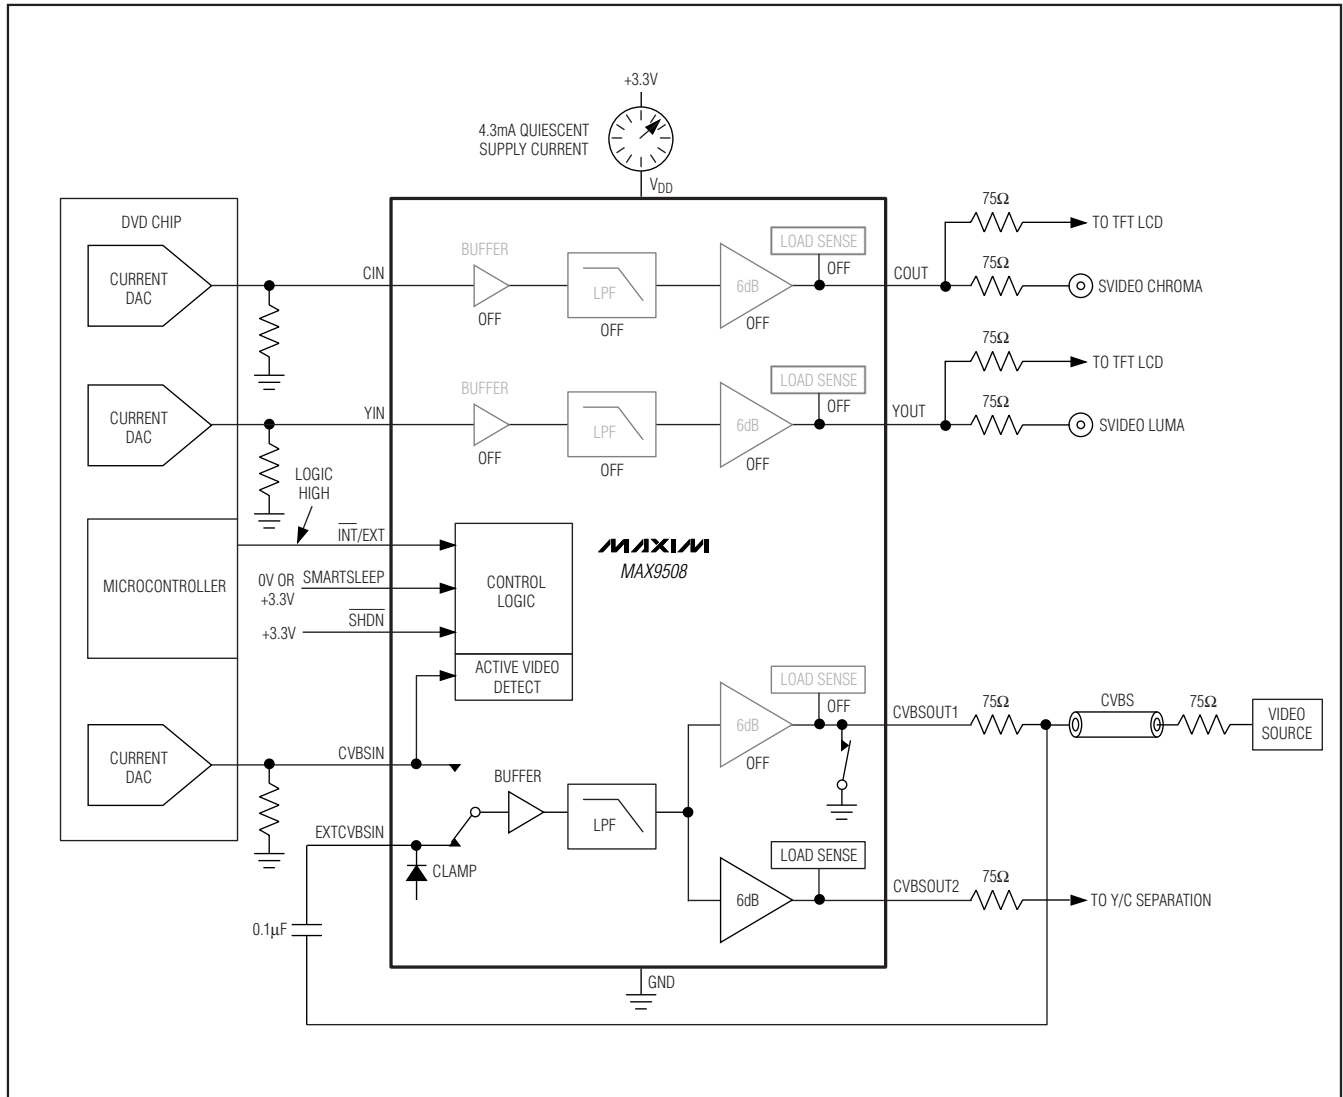 +3.3V
4.3mA QUIESCENT
SUPPLY CURRENT
VDD
DVD CHIP
CURRENT
DAC
CIN
BUFFER
OFF
LPF
OFF
6dB
OFF
LOAD SENSE
OFF
COUT
75Ω
TO TFT LCD
75Ω
SVIDEO CHROMA
CURRENT
DAC
YIN
BUFFER
OFF
LPF
OFF
6dB
OFF
LOAD SENSE
OFF
YOUT
75Ω
TO TFT LCD
75Ω
SVIDEO LUMA
LOGIC
HIGH
MICROCONTROLLER
INT/EXT
0V OR
+3.3V
SMARTSLEEP
+3.3V
SHDN
CONTROL
LOGIC
ACTIVE VIDEO
DETECT
MAXIM
MAX9508
CURRENT
DAC
CVBSIN
EXTCVBSIN
CLAMP
0.1µF
BUFFER
LPF
6dB
OFF
LOAD SENSE
OFF
CVBSOUT1
75Ω
CVBS
75Ω
VIDEO
SOURCE
6dB
LOAD SENSE
CVBSOUT2
75Ω
TO Y/C SEPARATION
GND